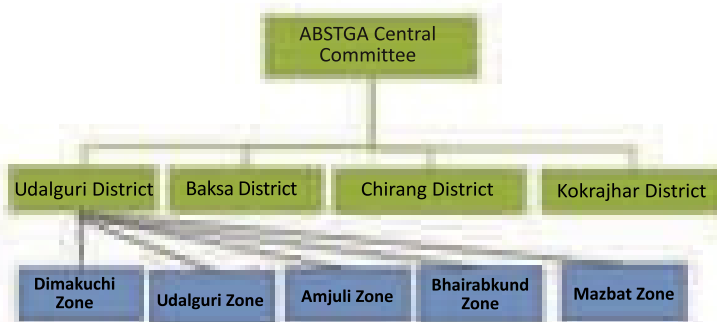 ABSTGA Central
Committee
Udalguri District
Baksa District
Chirang District
Kokrajhar District
Dimakuchi
Zone
Udalguri Zone
Amjuli Zone
Bhairabkund
Zone
Mazbat Zone